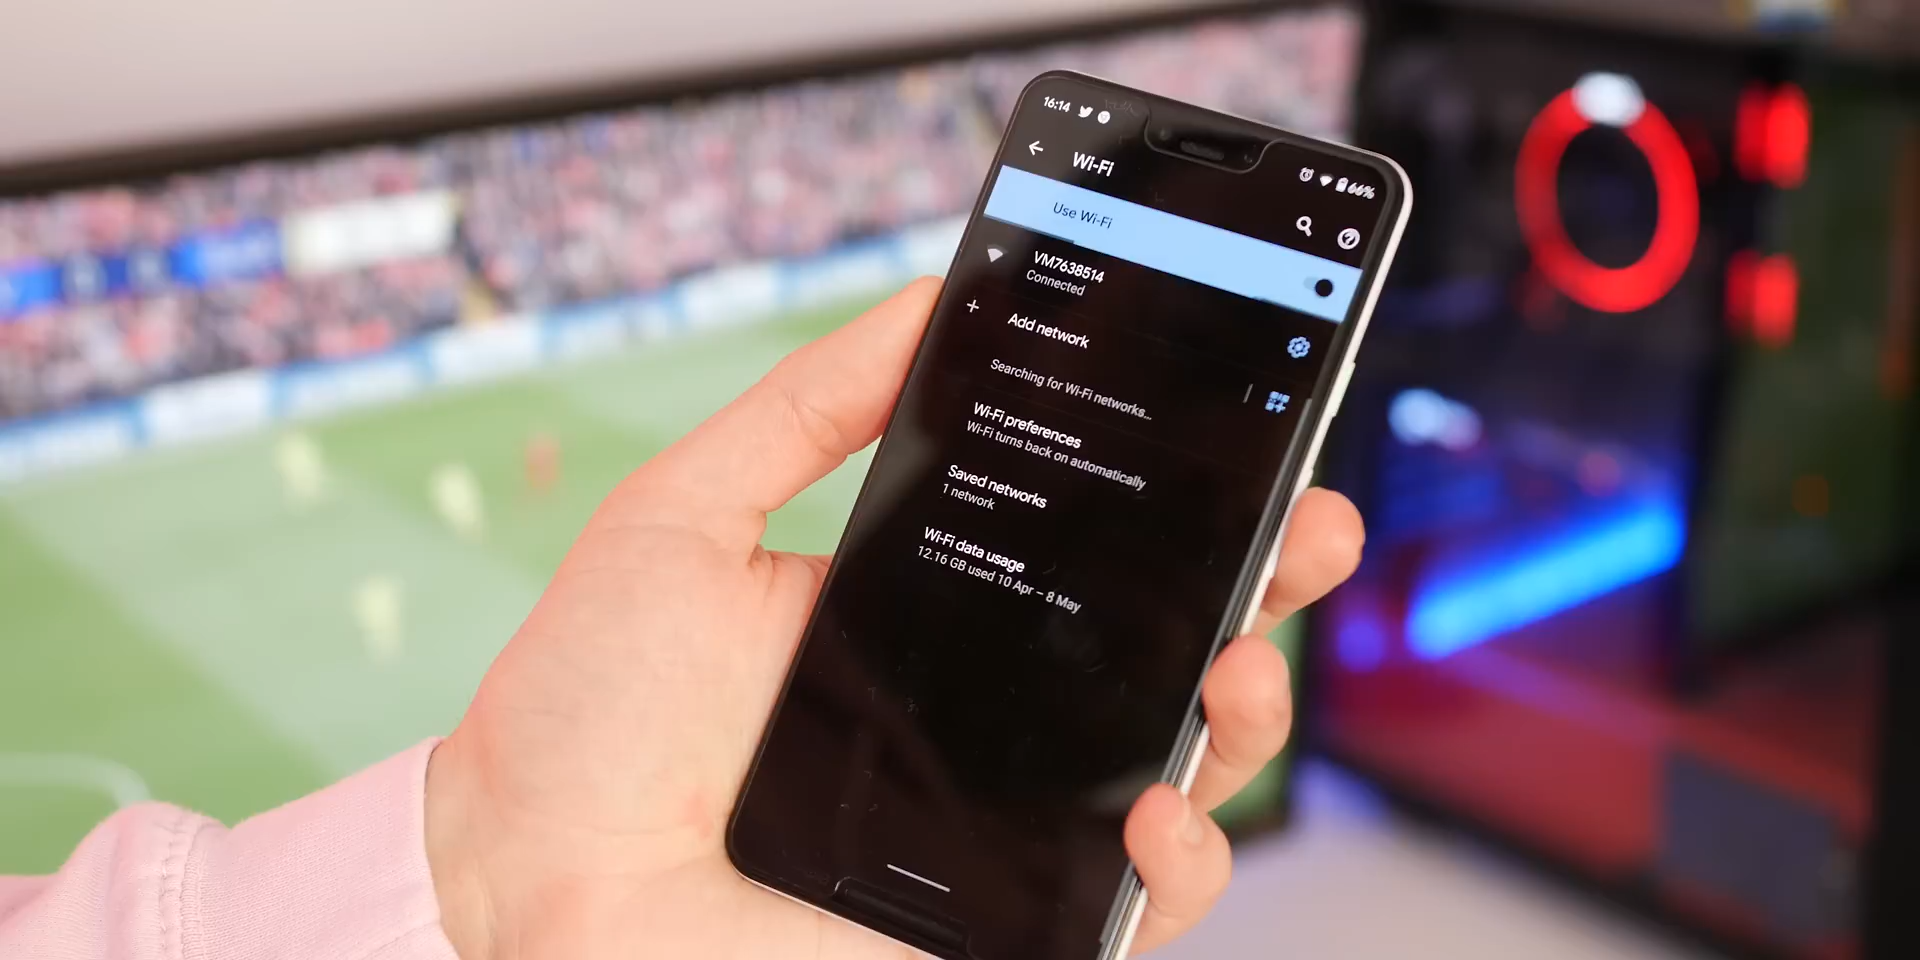 16:14
66%
Wi-Fi
Use Wi-Fi
VM7638514
Connected
Add network
Searching for Wi-Fi networks...
Wi-Fi preferences
Wi-Fi turns back on automatically
Saved networks
1 network
Wi-Fi data usage
12.16 GB used 10 Apr – 8 May